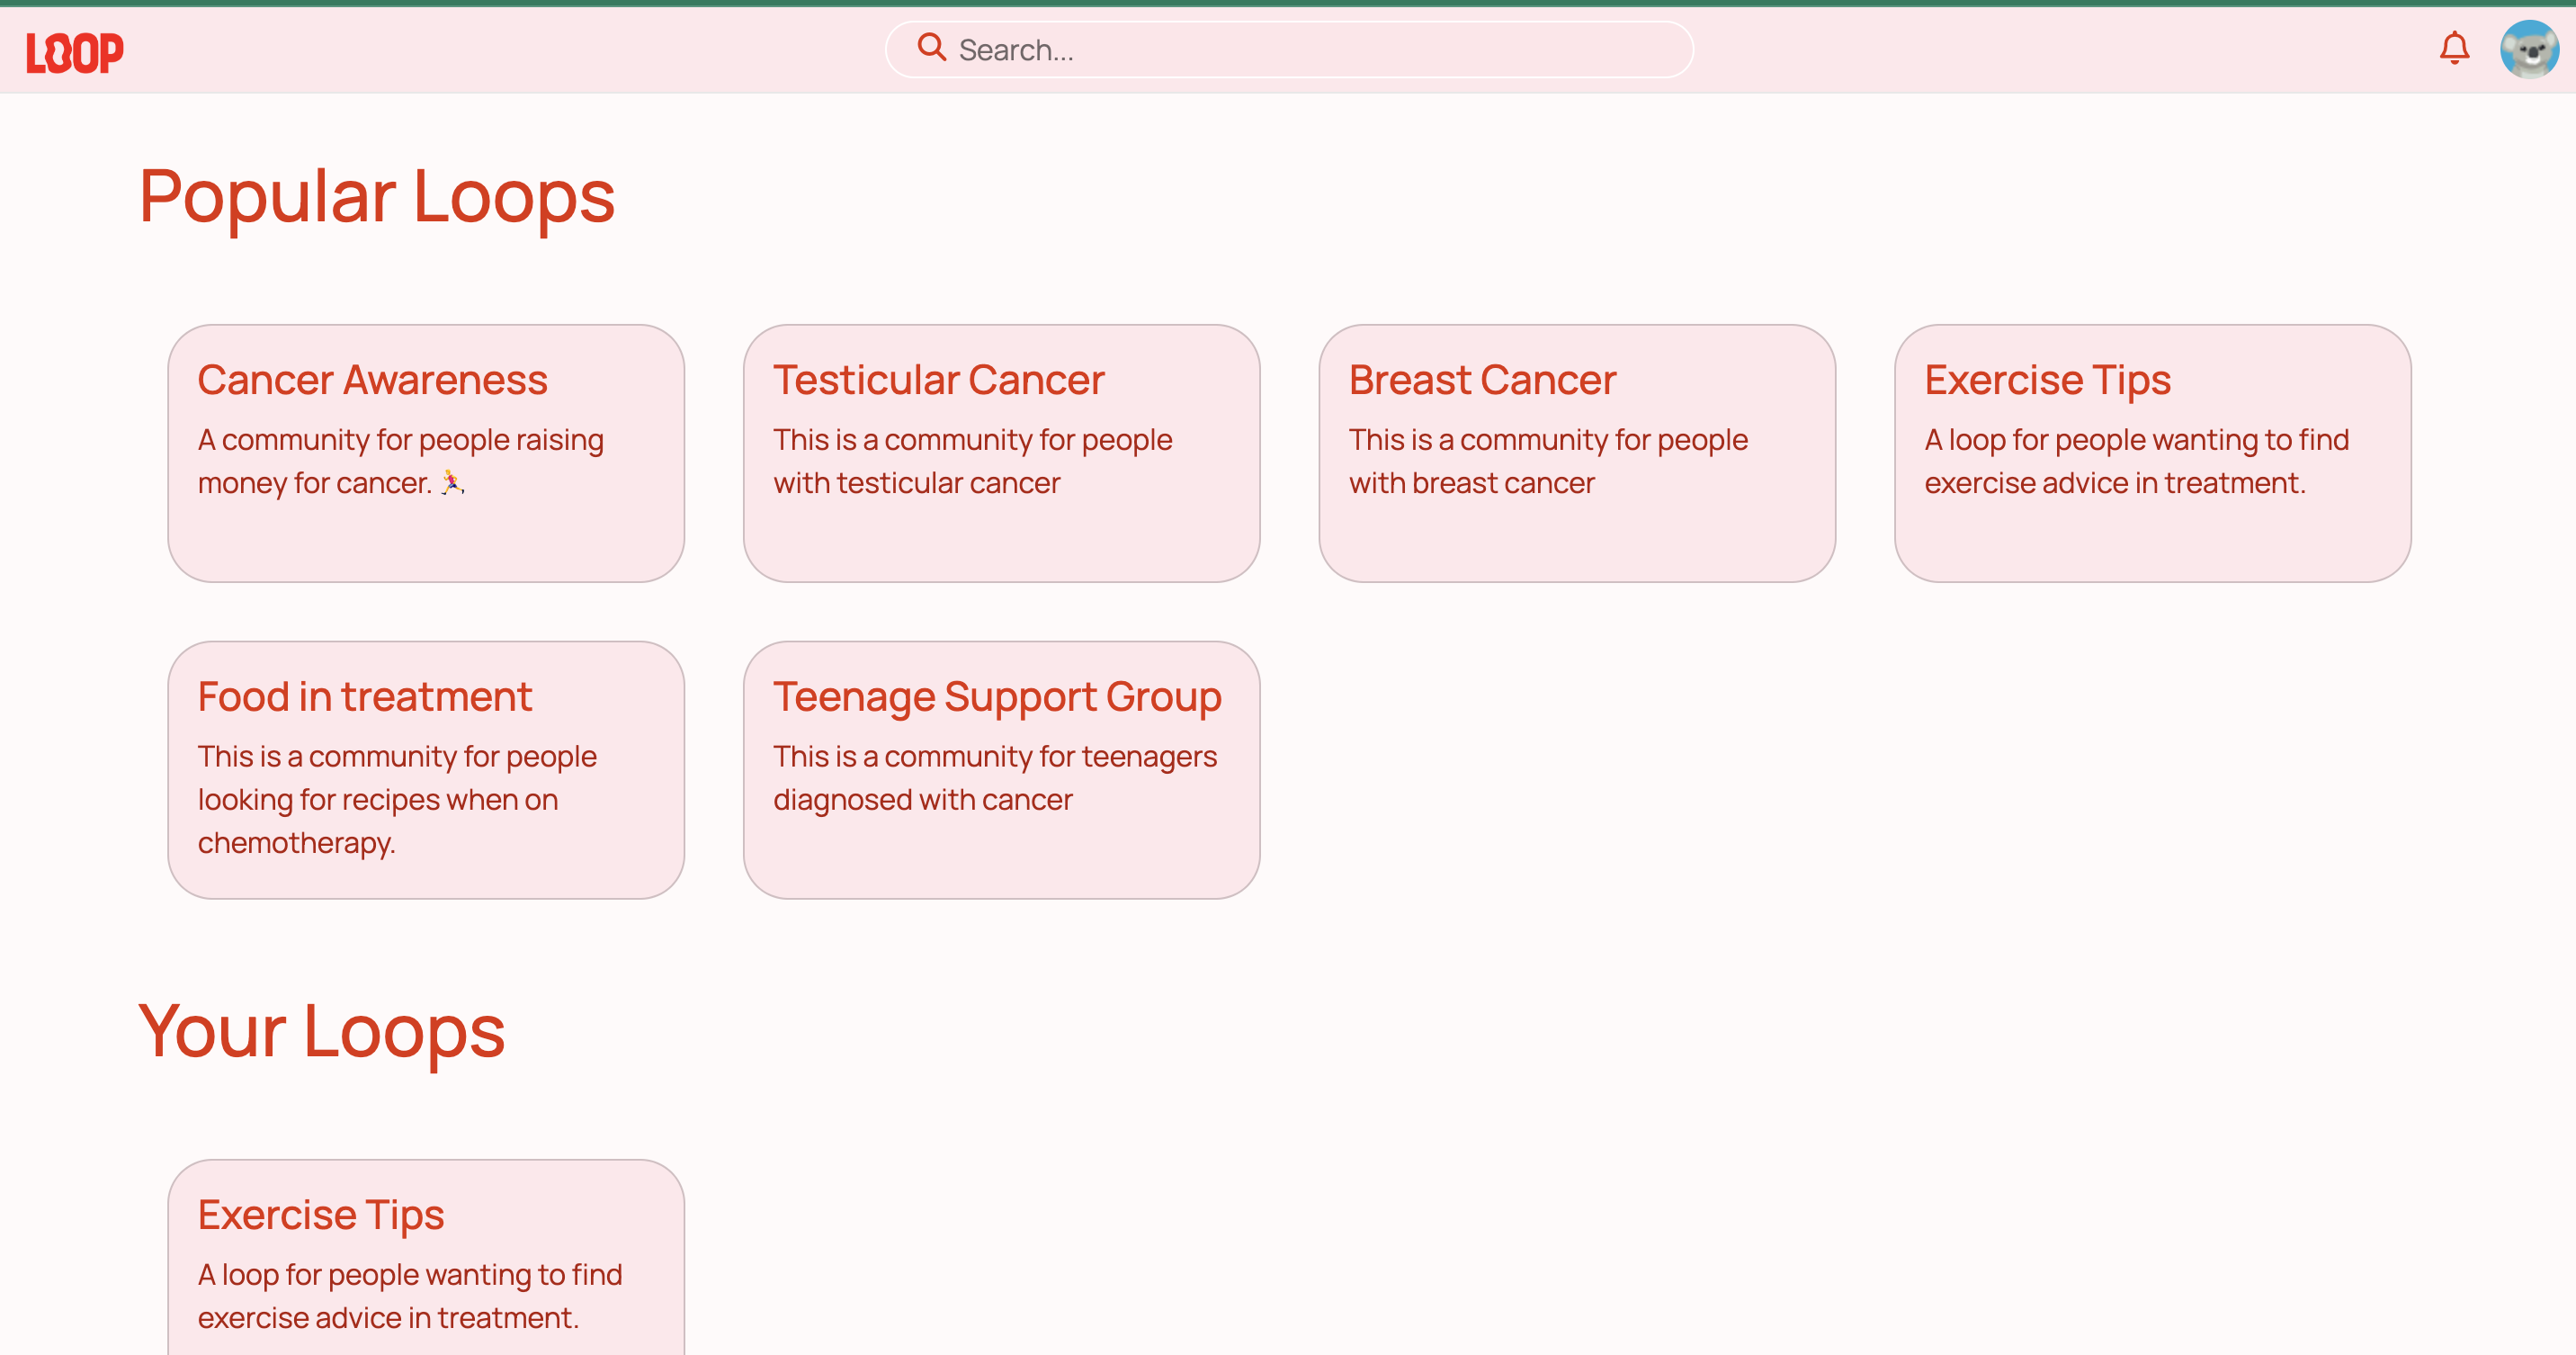 LOOP
Search...
Popular Loops
Cancer Awareness
A community for people raising
money for cancer. 🏃‍♀️
Testicular Cancer
This is a community for people
with testicular cancer
Breast Cancer
This is a community for people
with breast cancer
Exercise Tips
A loop for people wanting to find
exercise advice in treatment.
Food in treatment
This is a community for people
looking for recipes when on
chemotherapy.
Teenage Support Group
This is a community for teenagers
diagnosed with cancer
Your Loops
Exercise Tips
A loop for people wanting to find
exercise advice in treatment.